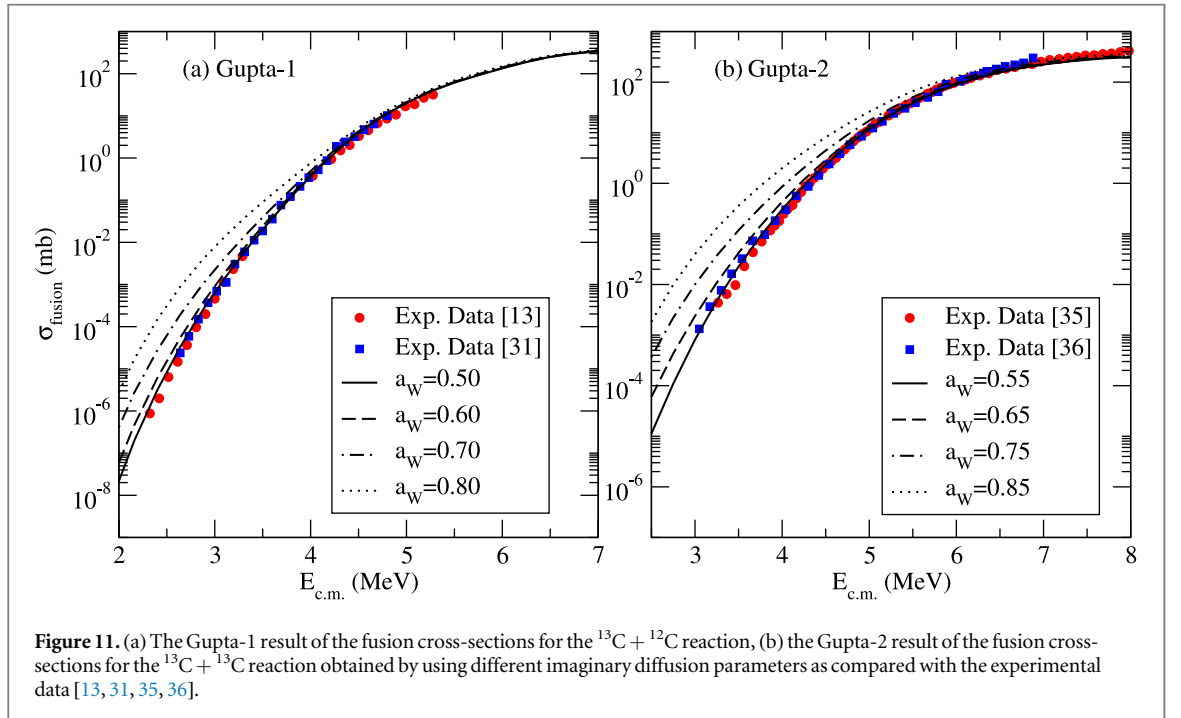 (a) Gupta-1
10^2
10^0
10^-2
10^-4
10^-6
10^-8
σ_fusion (mb)
Exp. Data [13]
Exp. Data [31]
a_W=0.50
a_W=0.60
a_W=0.70
a_W=0.80
2 3 4 5 6 7
E_c.m. (MeV)
(b) Gupta-2
10^2
10^0
10^-2
10^-4
10^-6
Exp. Data [35]
Exp. Data [36]
a_W=0.55
a_W=0.65
a_W=0.75
a_W=0.85
3 4 5 6 7 8
E_c.m. (MeV)
Figure 11. (a) The Gupta-1 result of the fusion cross-sections for the ^13C + ^12C reaction, (b) the Gupta-2 result of the fusion cross-
sections for the ^13C + ^13C reaction obtained by using different imaginary diffusion parameters as compared with the experimental
data [13, 31, 35, 36].